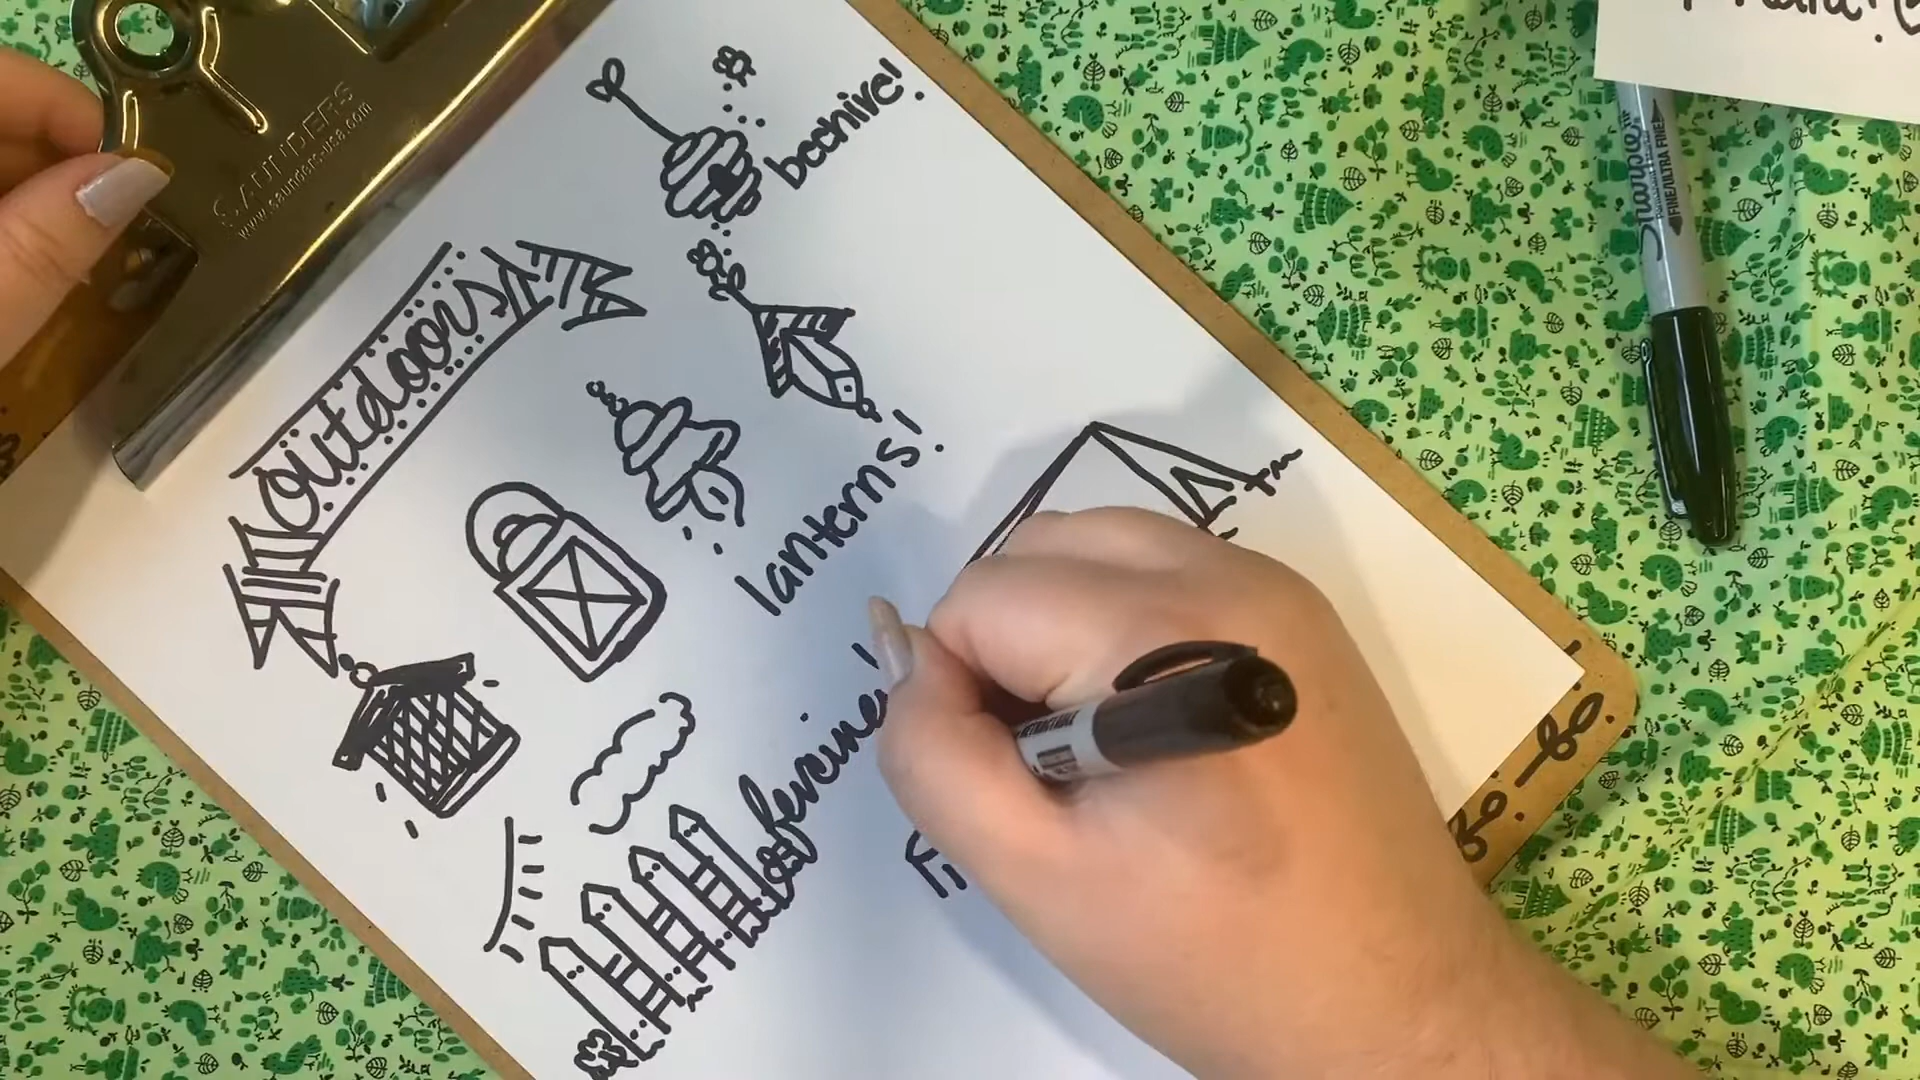 SAUNDERS
www.saunders-usa.com
beehive!
outdoors
lanterns!
fencing!
Sharpie
FINE/ULTRA FINE